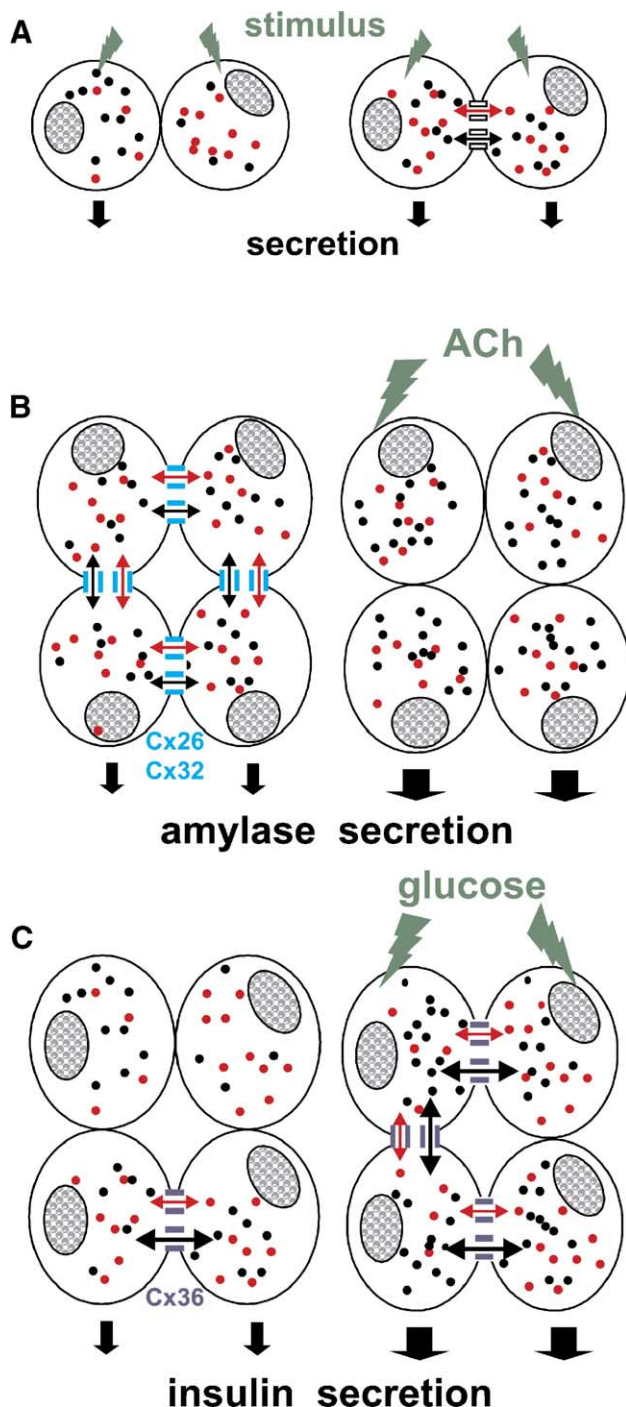 A
stimulus
secretion
ACh
B
Cx26
Cx32
amylase secretion
glucose
C
Cx36
insulin secretion